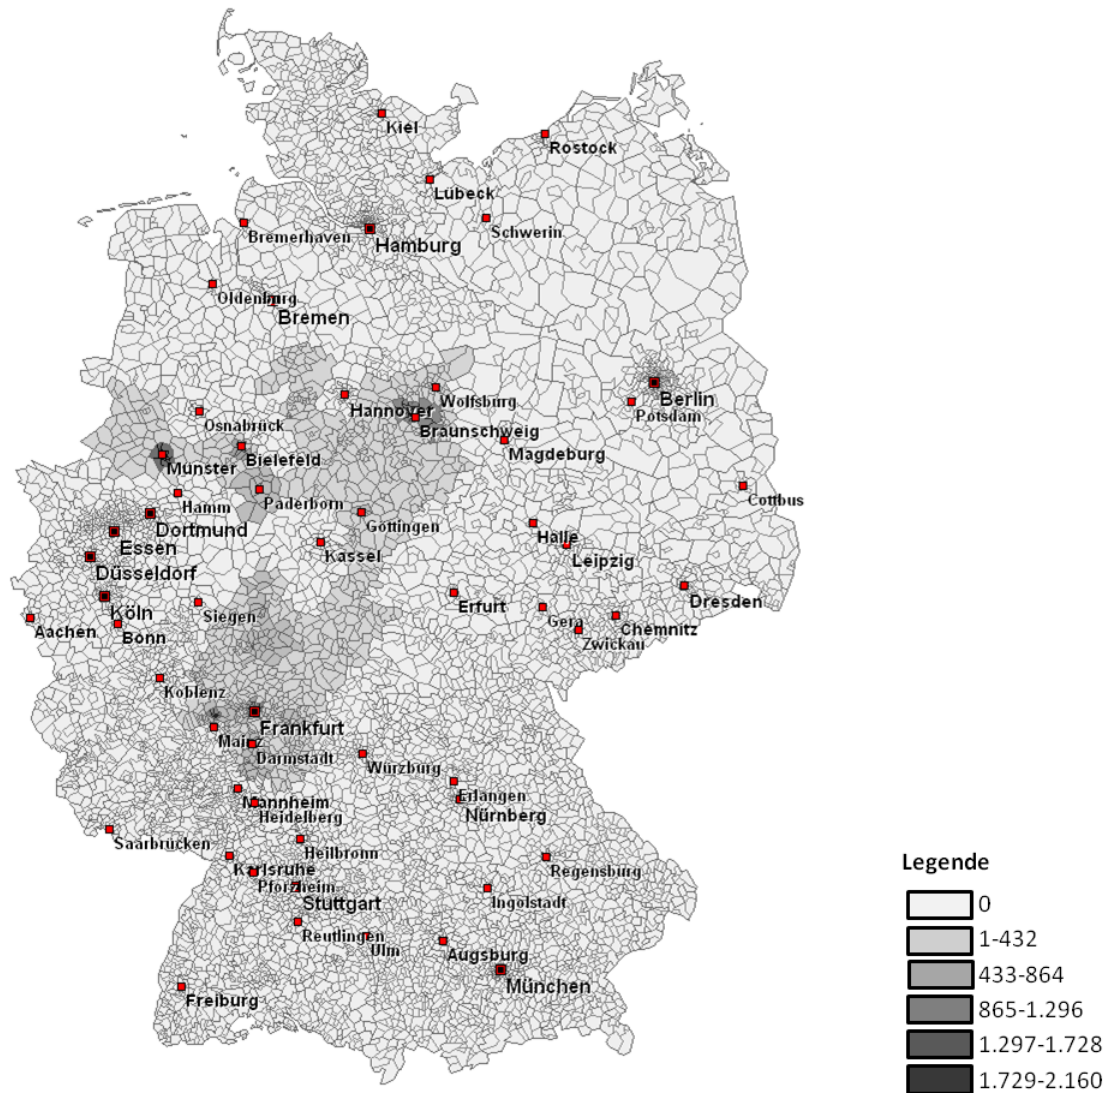 Kiel
Rostock
Lübeck
Schwerin
Bremerhaven
Hamburg
Oldenburg
Bremen
Wolfsburg
Hannover
Berlin
Potsdam
Osnabrück
Braunschweig
Magdeburg
Bielefeld
Münster
Cottbus
Hamm
Paderborn
Göttingen
Dortmund
Halle
Essen
Kassel
Leipzig
Düsseldorf
Dresden
Erfurt
Köln
Siegen
Gera
Chemnitz
Aachen
Bonn
Zwickau
Koblenz
Frankfurt
Mainz
Darmstadt
Würzburg
Erlangen
Mannheim
Nürnberg
Heidelberg
Saarbrücken
Heilbronn
Karlsruhe
Regensburg
Pforzheim
Ingolstadt
Stuttgart
Reutlingen
Ulm
Augsburg
München
Freiburg
Legende
0
1-432
433-864
865-1.296
1.297-1.728
1.729-2.160